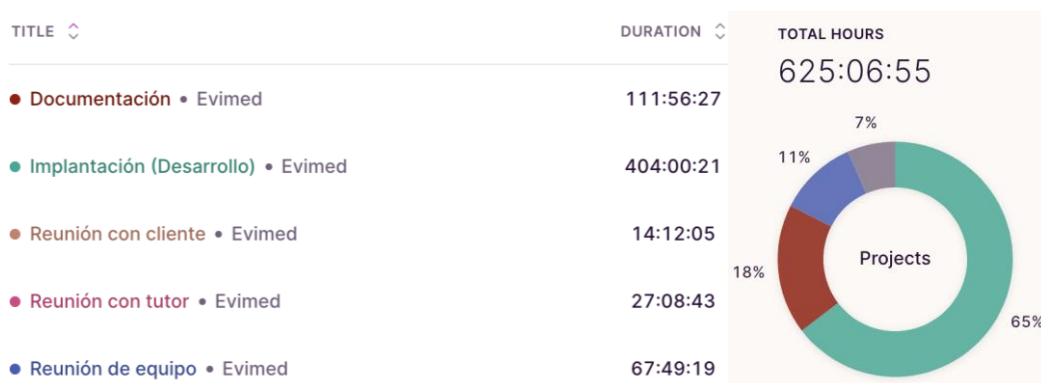 TITLE DURATION
Documentación • Evimed 111:56:27
Implantación (Desarrollo) • Evimed 404:00:21
Reunión con cliente • Evimed 14:12:05
Reunión con tutor • Evimed 27:08:43
Reunión de equipo • Evimed 67:49:19
TOTAL HOURS
625:06:55
7%
11%
Projects
18%
65%